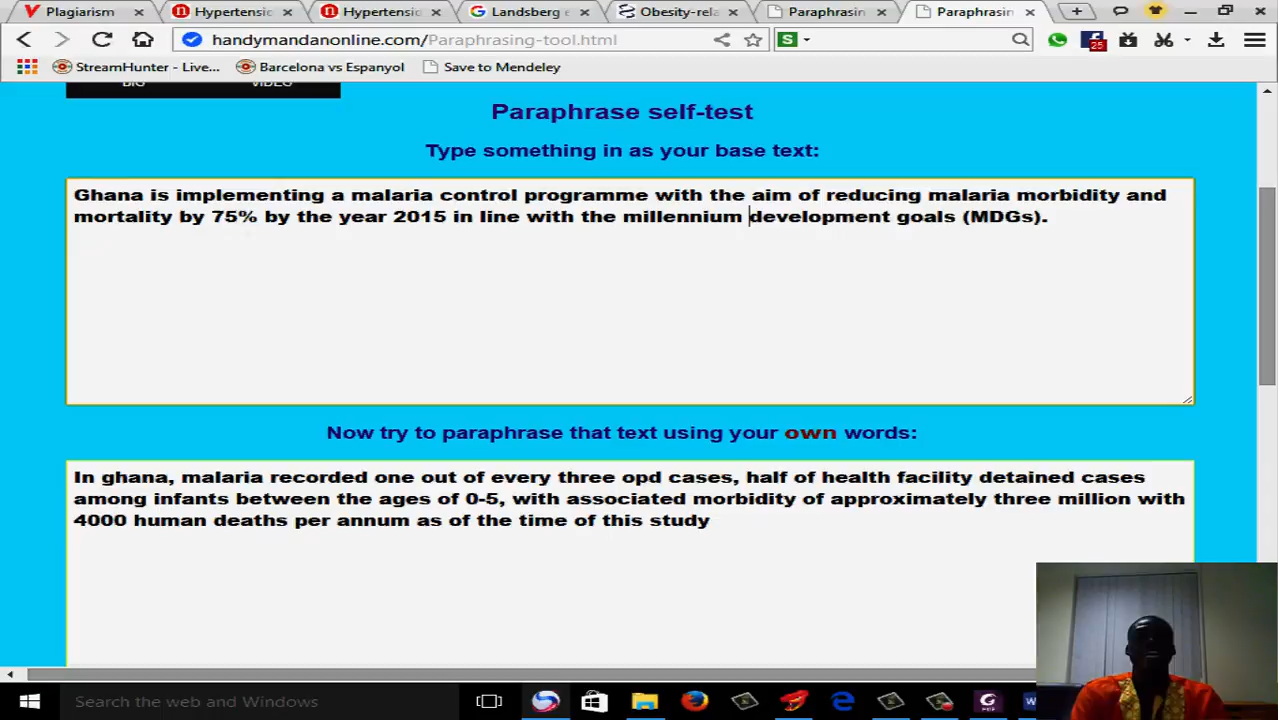 Plagiarism
Hypertensic
Hypertensic
Landsberg e
Obesity-rela
Paraphrasin
Paraphrasin
handymandanonline.com/Paraphrasing-tool.html
S
25
StreamHunter - Live...
Barcelona vs Espanyol
Save to Mendeley
BIG
VIDEO
Paraphrase self-test
Type something in as your base text:
Ghana is implementing a malaria control programme with the aim of reducing malaria morbidity and
mortality by 75% by the year 2015 in line with the millennium development goals (MDGs).
Now try to paraphrase that text using your own words:
In ghana, malaria recorded one out of every three opd cases, half of health facility detained cases
among infants between the ages of 0-5, with associated morbidity of approximately three million with
4000 human deaths per annum as of the time of this study
Search the web and Windows